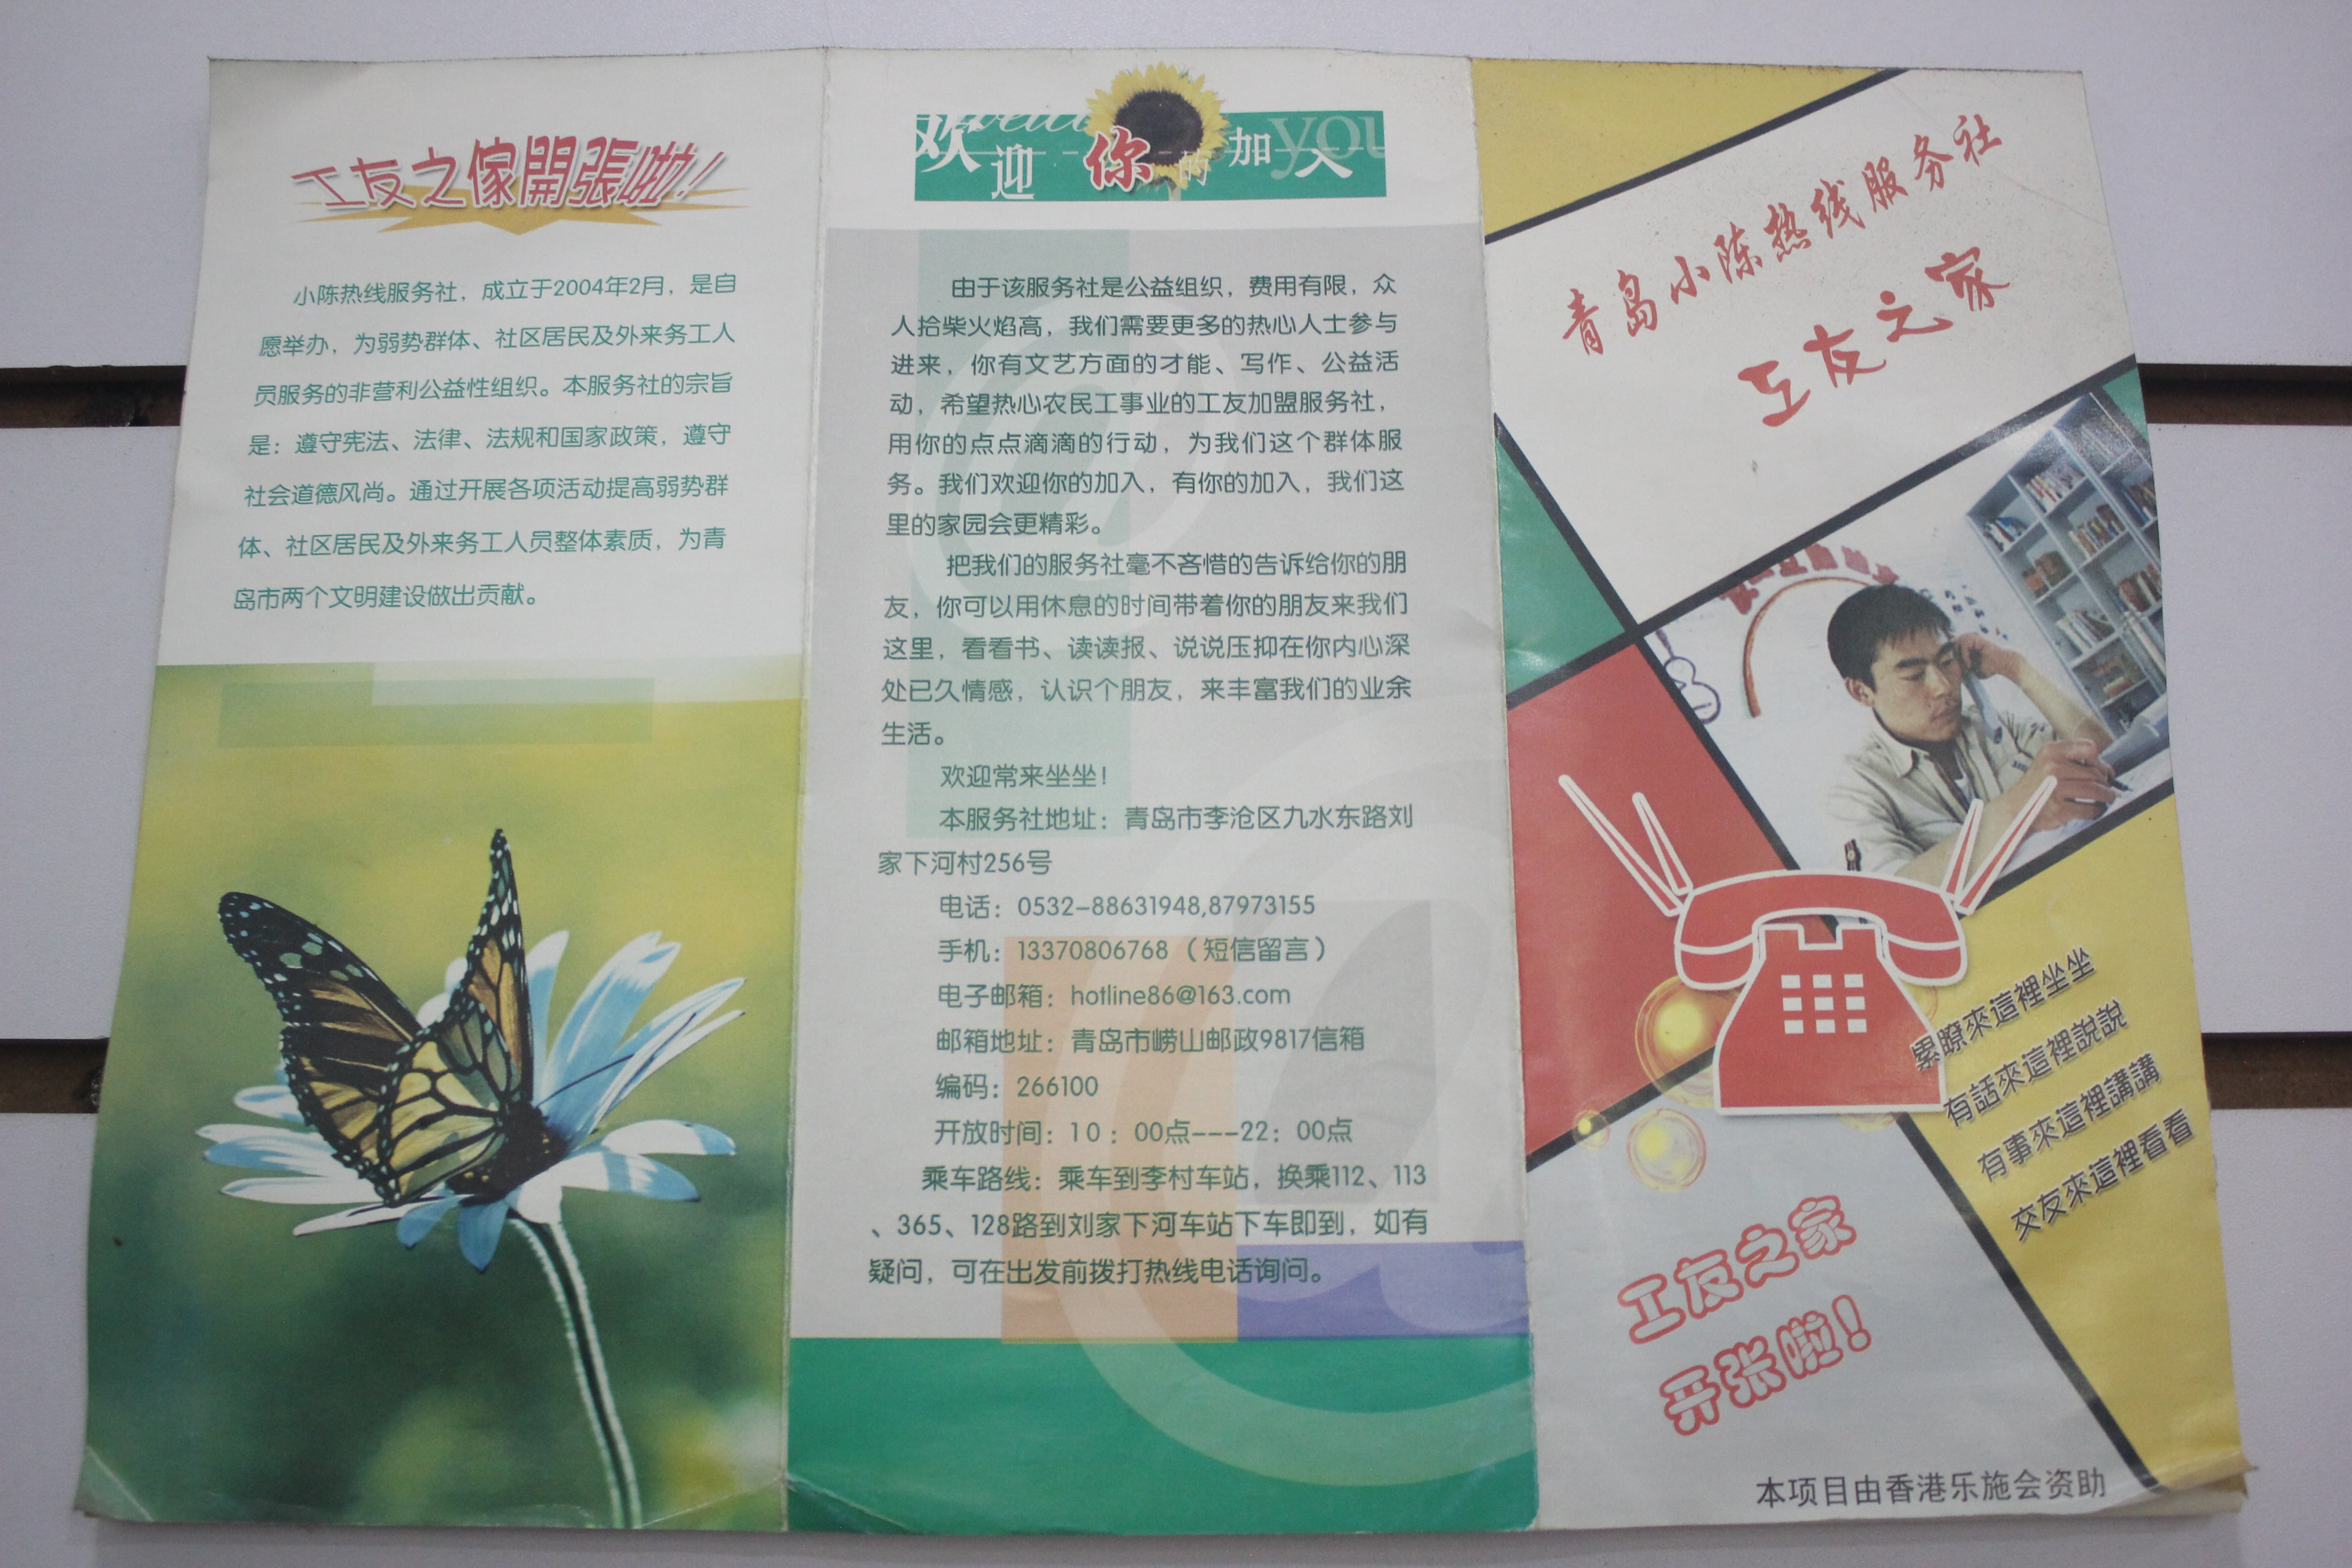 工友之傢開張啦！
小陈热线服务社，成立于2004年2月，是自
愿举办，为弱势群体、社区居民及外来务工人
员服务的非营利公益性组织。本服务社的宗旨
是：遵守宪法、法律、法规和国家政策，遵守
社会道德风尚。通过开展各项活动提高弱势群
体、社区居民及外来务工人员整体素质，为青
岛市两个文明建设做出贡献。
欢迎你的加入
you
由于该服务社是公益组织，费用有限，众
人拾柴火焰高，我们需要更多的热心人士参与
进来，你有文艺方面的才能、写作、公益活
动，希望热心农民工事业的工友加盟服务社，
用你的点点滴滴的行动，为我们这个群体服
务。我们欢迎你的加入，有你的加入，我们这
里的家园会更精彩。
把我们的服务社毫不吝惜的告诉给你的朋
友，你可以用休息的时间带着你的朋友来我们
这里，看看书、读读报、说说压抑在你内心深
处已久情感，认识个朋友，来丰富我们的业余
生活。
欢迎常来坐坐！
本服务社地址：青岛市李沧区九水东路刘
家下河村256号
电话：0532-88631948,87973155
手机：13370806768（短信留言）
电子邮箱：hotline86@163.com
邮箱地址：青岛市崂山邮政9817信箱
编码：266100
开放时间：10：00点---22：00点
乘车路线：乘车到李村车站，换乘112、113
、365、128路到刘家下河车站下车即到，如有
疑问，可在出发前拨打热线电话询问。
青岛小陈热线服务社
工友之家
累瞭來這裡坐坐
有話來這裡說說
有事來這裡講講
交友來這裡看看
工友之家
开张啦！
本项目由香港乐施会资助